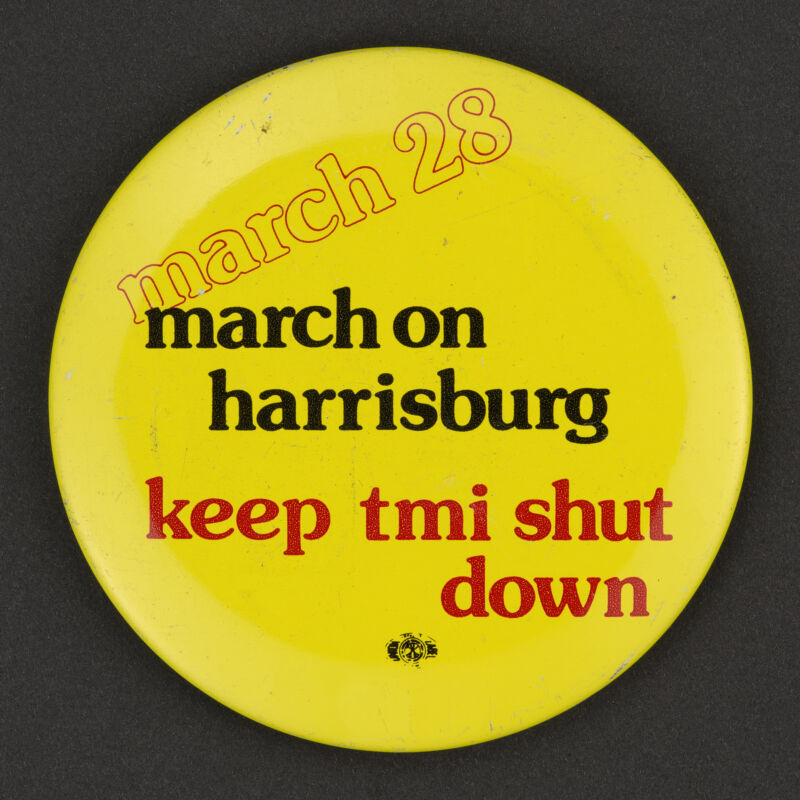 march 28
march on
harrisburg
keep tmi shut
down